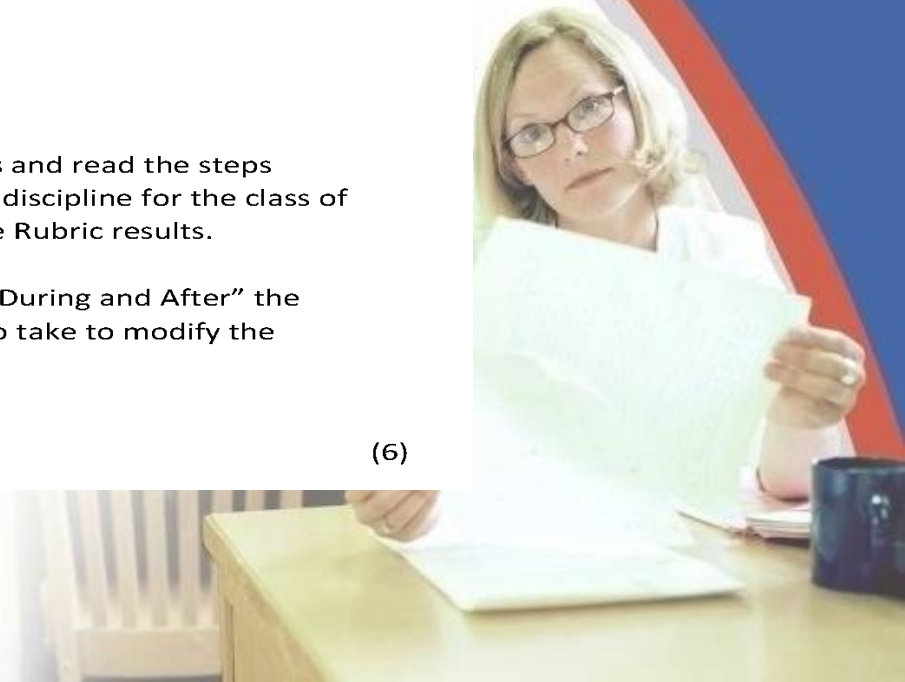 s and read the steps
discipline for the class of
e Rubric results.
During and After” the
o take to modify the
(6)